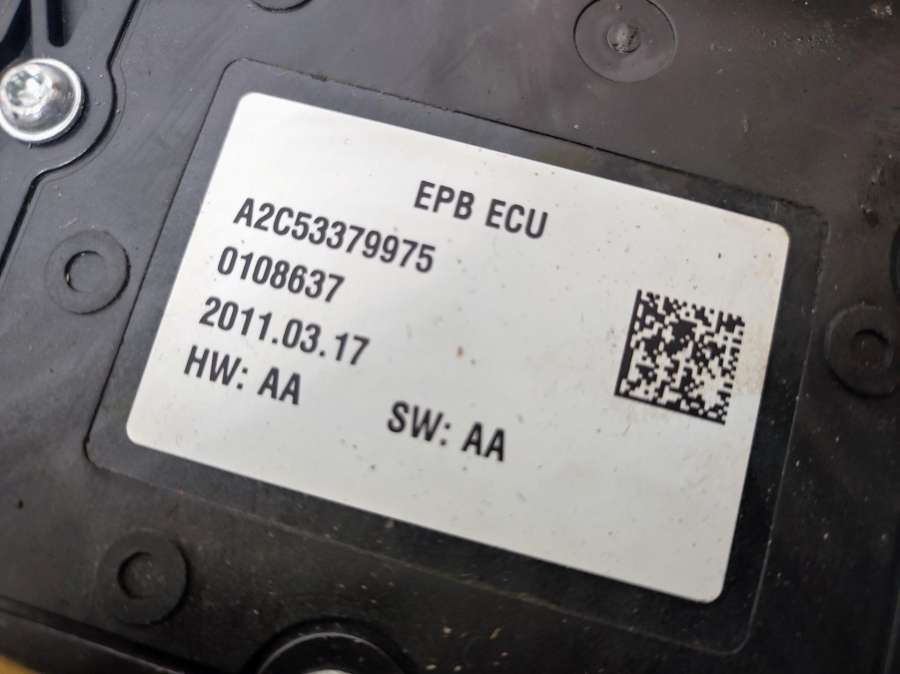 EPB ECU
A2C53379975
0108637
2011.03.17
HW: AA
SW: AA